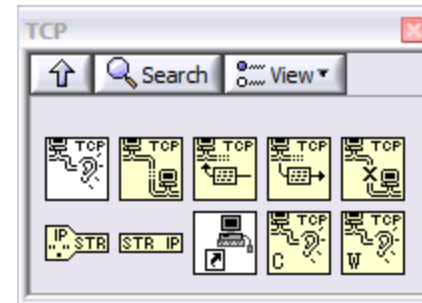 TCP
Search View
TCP TCP TCP TCP TCP
IP STR STR IP TCP TCP
C W